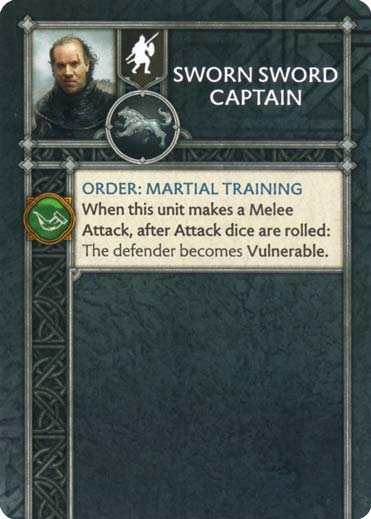 SWORN SWORD
CAPTAIN
ORDER: MARTIAL TRAINING
When this unit makes a Melee
Attack, after Attack dice are rolled:
The defender becomes Vulnerable.